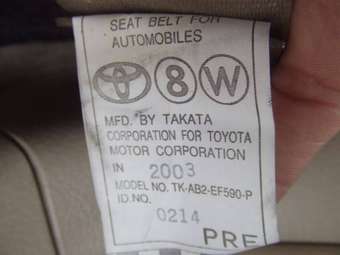 SEAT BELT FOR
AUTOMOBILES
8 W
MFD. BY TAKATA
CORPORATION FOR TOYOTA
MOTOR CORPORATION
IN 2003
MODEL NO. TK-AB2-EF590-P
ID.NO.
0214
PRE